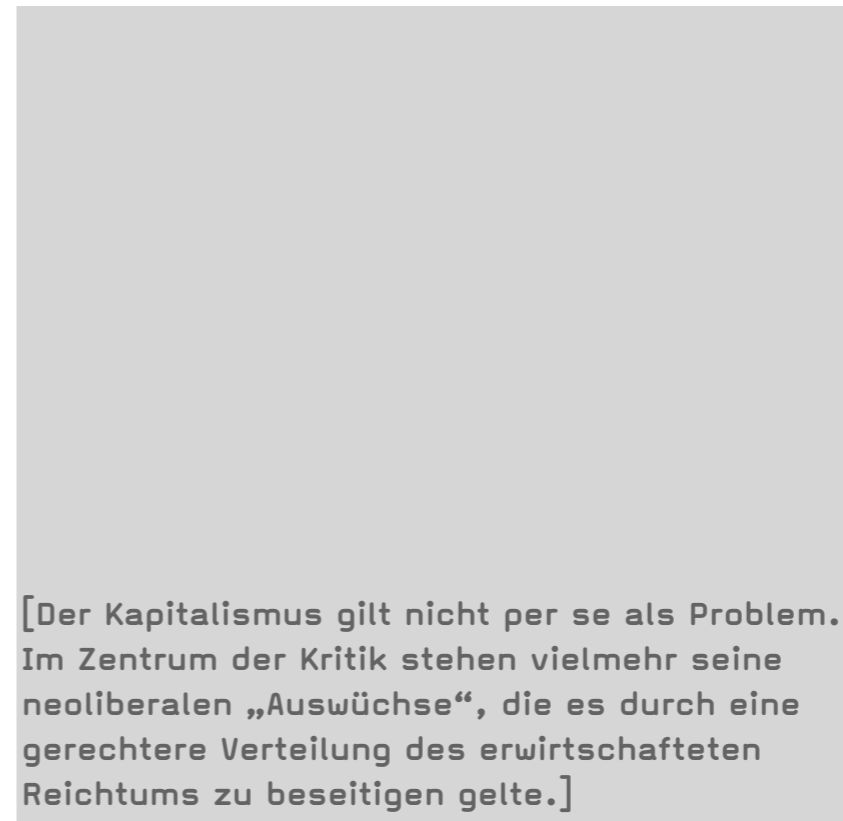 [Der Kapitalismus gilt nicht per se als Problem.
Im Zentrum der Kritik stehen vielmehr seine
neoliberalen „Auswüchse“, die es durch eine
gerechtere Verteilung des erwirtschafteten
Reichtums zu beseitigen gelte.]